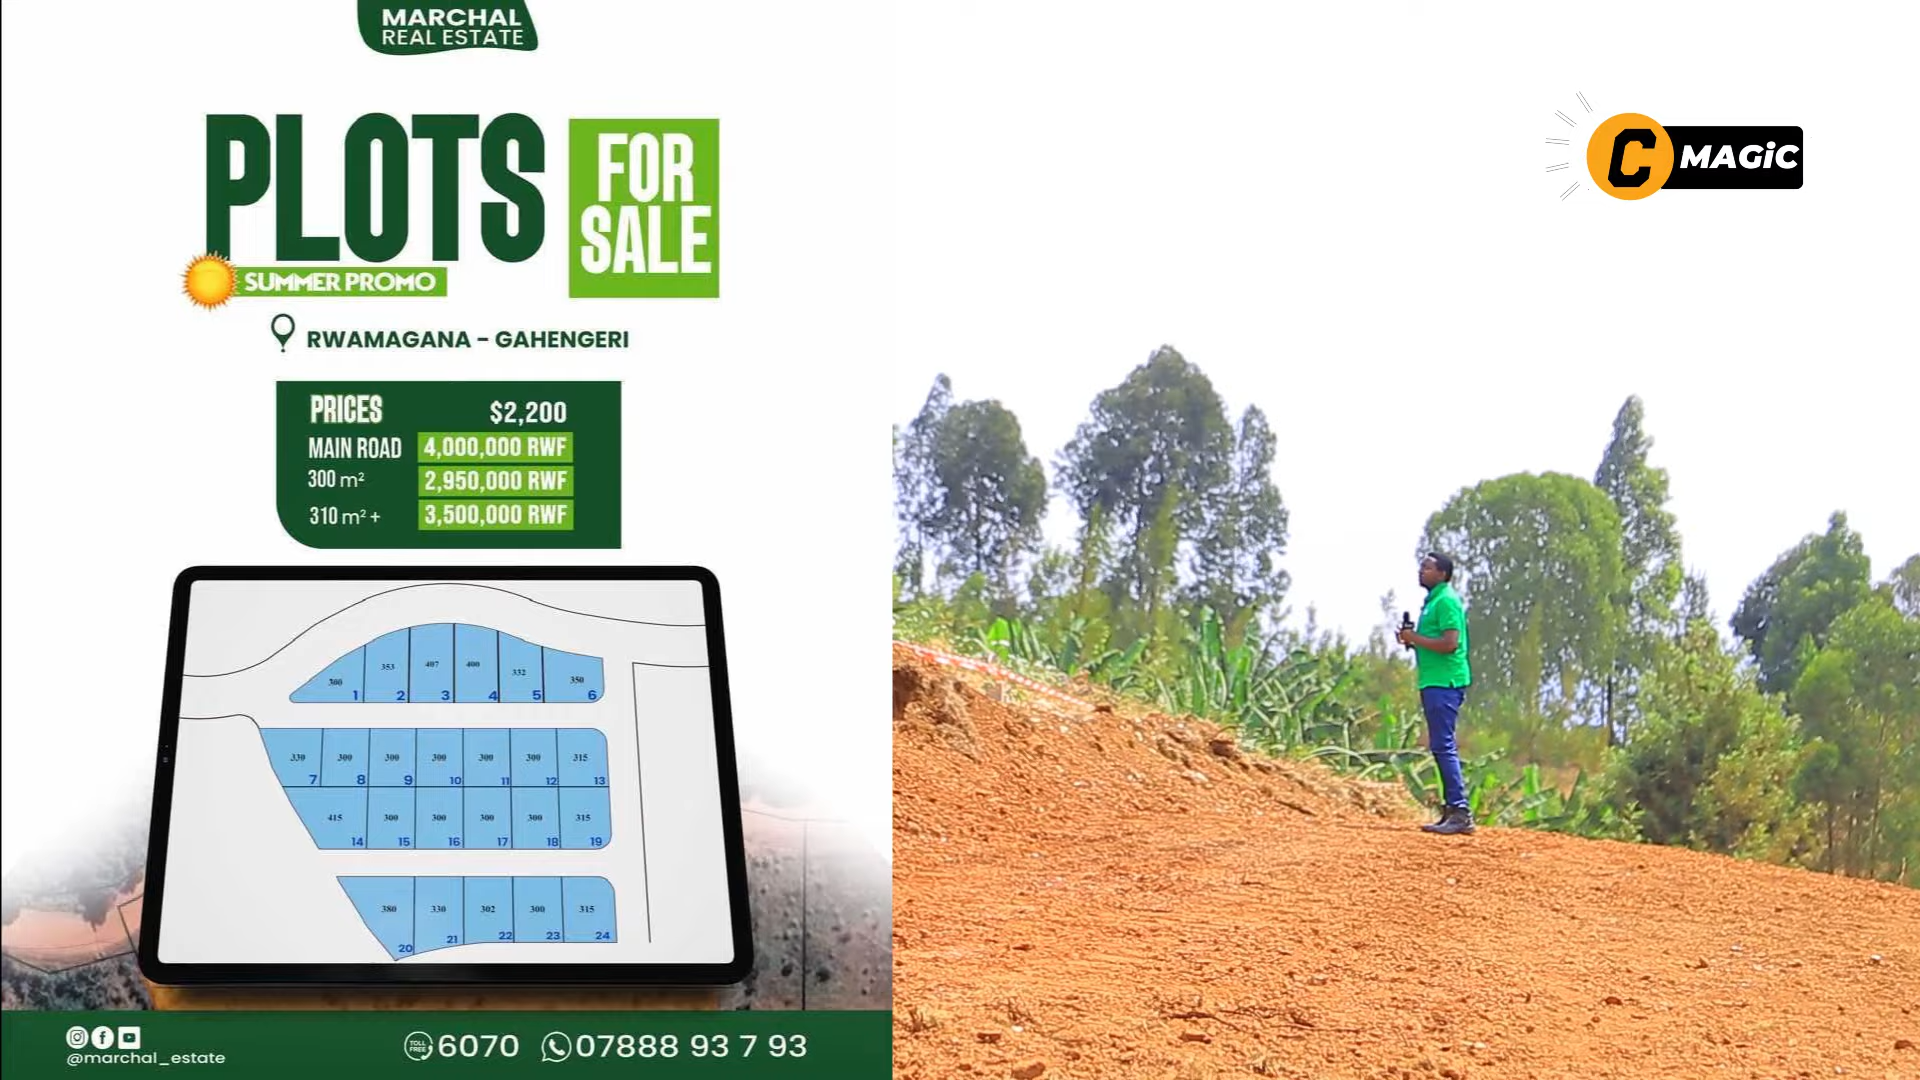 MARCHAL
REAL ESTATE
PLOTS
FOR
SALE
SUMMER PROMO
RWAMAGANA - GAHENGERI
PRICES $2,200
MAIN ROAD 4,000,000 RWF
300 m² 2,950,000 RWF
310 m² + 3,500,000 RWF
300 353 407 400 332 350
1 2 3 4 5 6
330 300 300 300 300 300 315
7 8 9 10 11 12 13
415 300 300 300 300 315
14 15 16 17 18 19
380 330 302 300 315
20 21 22 23 24
@marchal_estate
TOLL FREE 6070 07888 93 7 93
C MAGiC